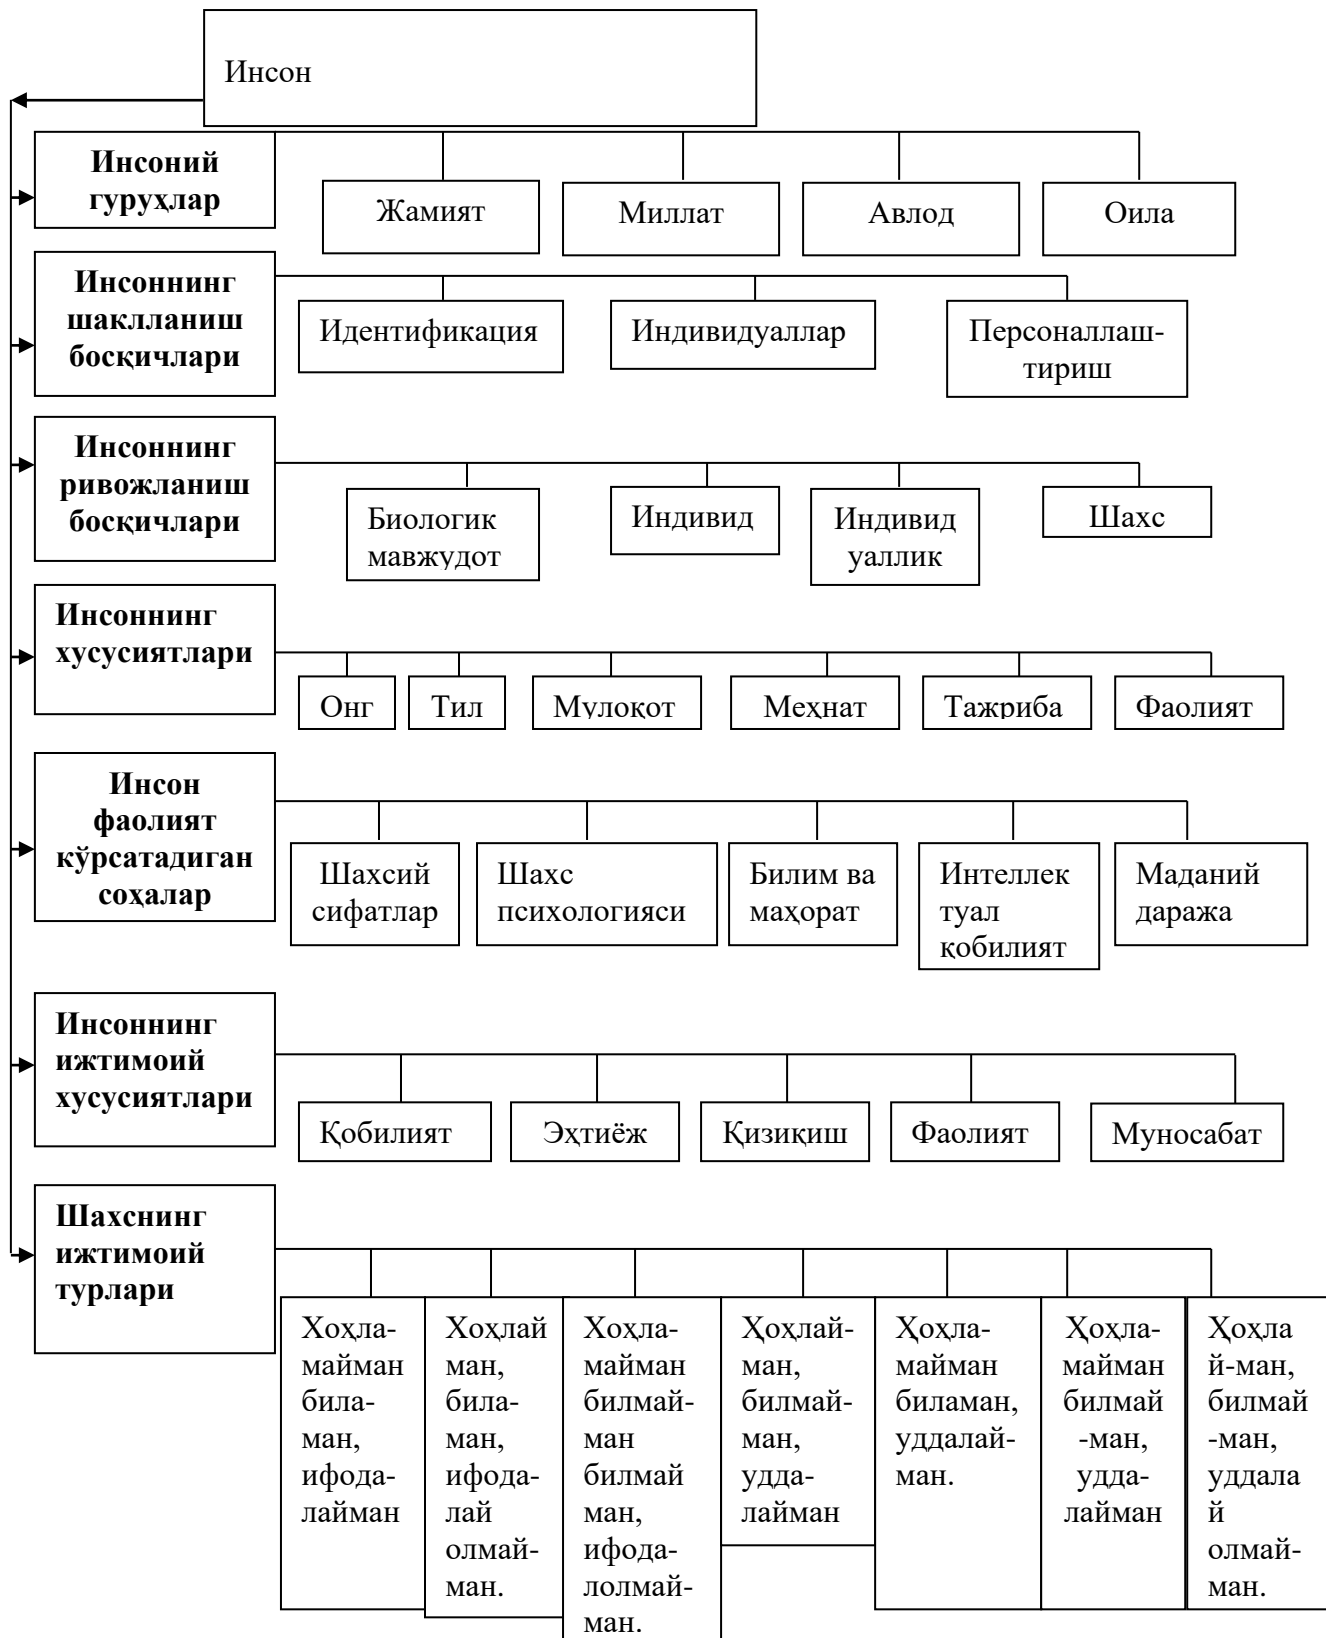 Инсон
Инсоний
гуруҳлар
Жамият
Миллат
Авлод
Оила
Инсоннинг
шаклланиш
босқичлари
Идентификация
Индивидуаллар
Персоналлаш-
тириш
Инсоннинг
ривожланиш
босқичлари
Биологик
мавжудот
Индивид
Индивид
уаллик
Шахс
Инсоннинг
хусусиятлари
Онг
Тил
Мулоқот
Меҳнат
Тажриба
Фаолият
Инсон
фаолият
кўрсатадиган
соҳалар
Шахсий
сифатлар
Шахс
психологияси
Билим ва
маҳорат
Интеллек
туал
қобилият
Маданий
даража
Инсоннинг
ижтимоий
хусусиятлари
Қобилият
Эҳтиёж
Қизиқиш
Фаолият
Муносабат
Шахснинг
ижтимоий
турлари
Хоҳла-
майман
била-
ман,
ифода-
лайман
Хоҳлай
ман,
била-
ман,
ифода-
лай
олмай-
ман.
Хоҳла-
майман
билмай-
ман
билмай
ман,
ифода-
лолмай-
ман.
Ҳоҳлай-
ман,
билмай-
ман,
удда-
лайман
Ҳоҳла-
майман
биламан,
уддалай-
ман.
Ҳоҳла-
майман
билмай
-ман,
удда-
лайман
Ҳоҳла
й-ман,
билмай
-ман,
уддала
й
олмай-
ман.